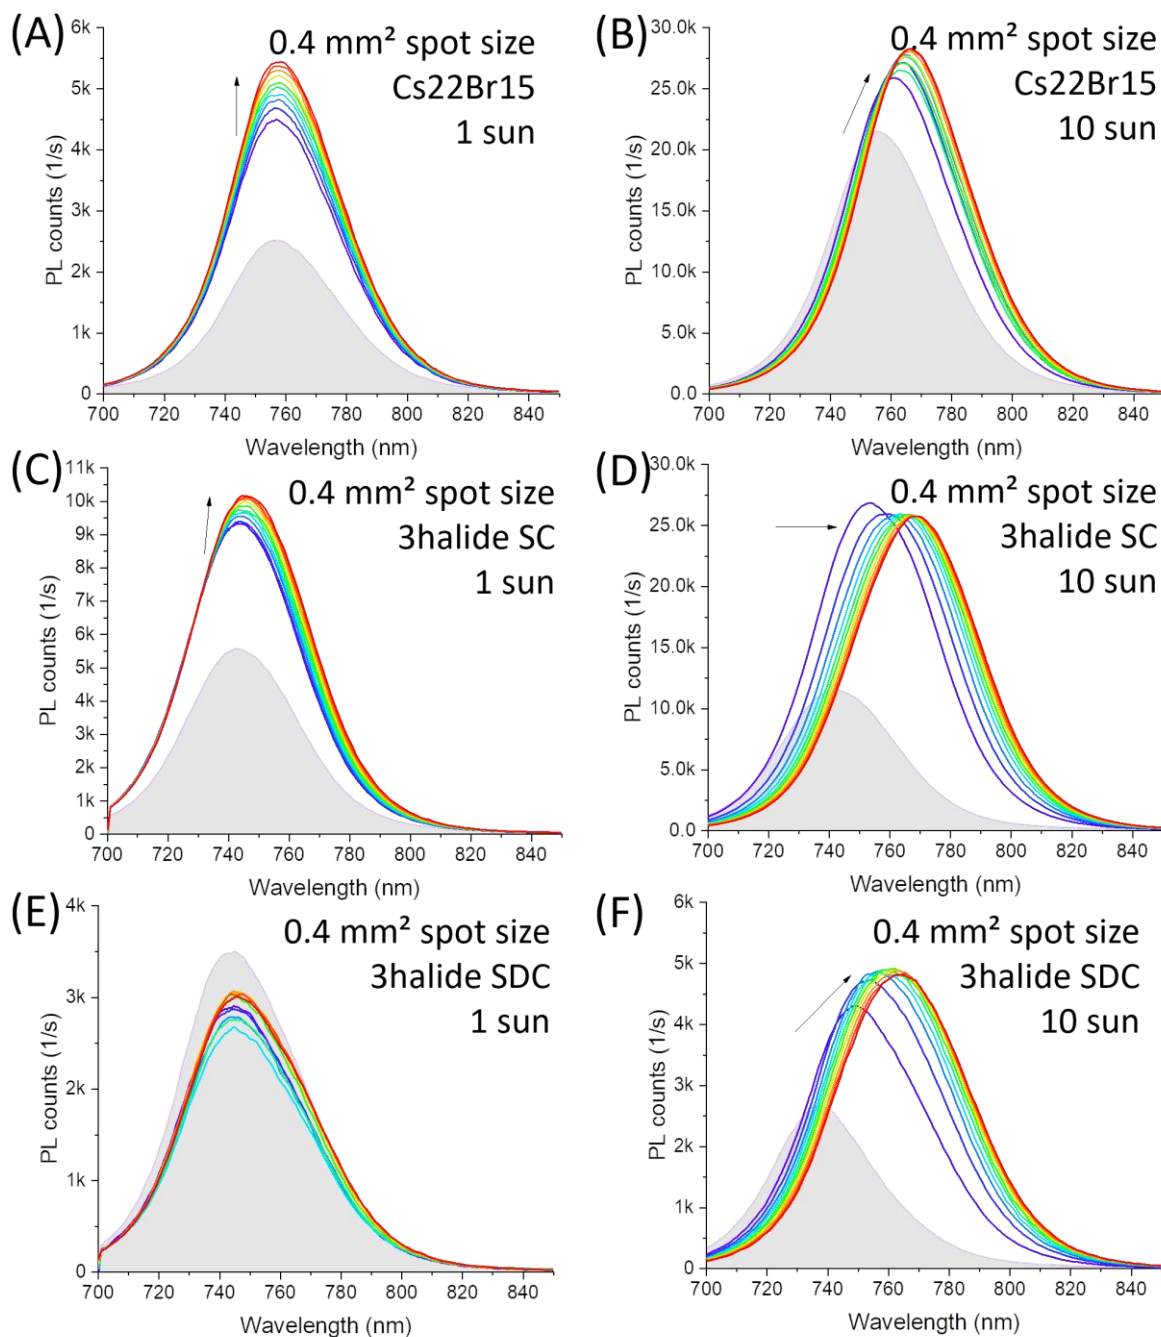 (A)
0.4 mm² spot size
Cs22Br15
1 sun
6k
5k
4k
3k
2k
1k
0
PL counts (1/s)
700 720 740 760 780 800 820 840
Wavelength (nm)
(B)
0.4 mm² spot size
Cs22Br15
10 sun
30.0k
25.0k
20.0k
15.0k
10.0k
5.0k
0.0
PL counts (1/s)
700 720 740 760 780 800 820 840
Wavelength (nm)
(C)
0.4 mm² spot size
3halide SC
1 sun
11k
10k
9k
8k
7k
6k
5k
4k
3k
2k
1k
0
PL counts (1/s)
700 720 740 760 780 800 820 840
Wavelength (nm)
(D)
0.4 mm² spot size
3halide SC
10 sun
30.0k
25.0k
20.0k
15.0k
10.0k
5.0k
0.0
PL counts (1/s)
700 720 740 760 780 800 820 840
Wavelength (nm)
(E)
0.4 mm² spot size
3halide SDC
1 sun
4k
3k
2k
1k
0
PL counts (1/s)
700 720 740 760 780 800 820 840
Wavelength (nm)
(F)
0.4 mm² spot size
3halide SDC
10 sun
6k
5k
4k
3k
2k
1k
0
PL counts (1/s)
700 720 740 760 780 800 820 840
Wavelength (nm)